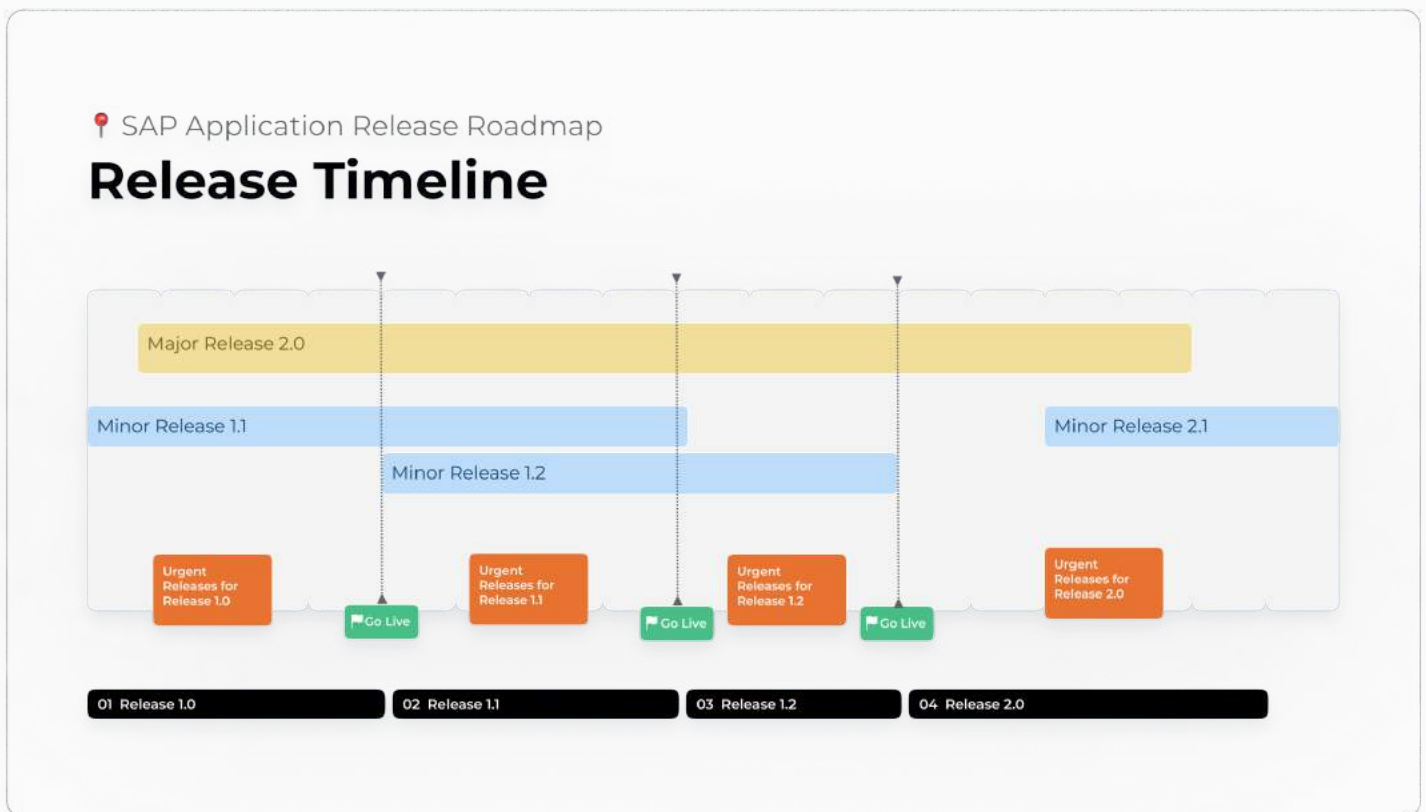 SAP Application Release Roadmap
Release Timeline
Major Release 2.0
Minor Release 1.1
Minor Release 2.1
Minor Release 1.2
Urgent
Releases for
Release 1.0
Go Live
Urgent
Releases for
Release 1.1
Go Live
Urgent
Releases for
Release 1.2
Go Live
Urgent
Releases for
Release 2.0
01 Release 1.0
02 Release 1.1
03 Release 1.2
04 Release 2.0